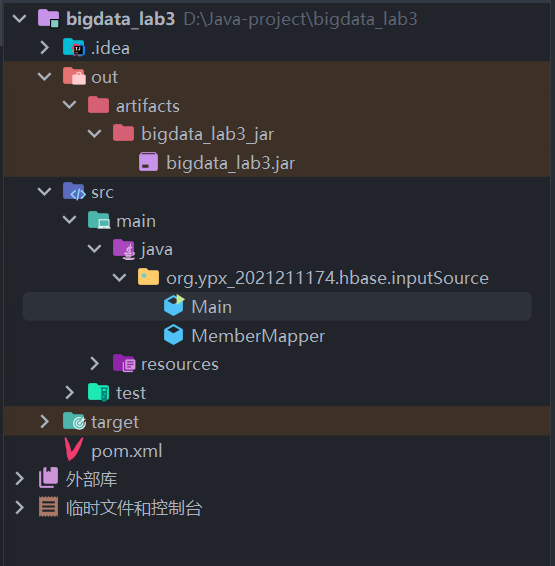 bigdata_lab3 D:\Java-project\bigdata_lab3
.idea
out
artifacts
bigdata_lab3_jar
bigdata_lab3.jar
src
main
java
org.ypx_2021211174.hbase.inputSource
Main
MemberMapper
resources
test
target
pom.xml
外部库
临时文件和控制台